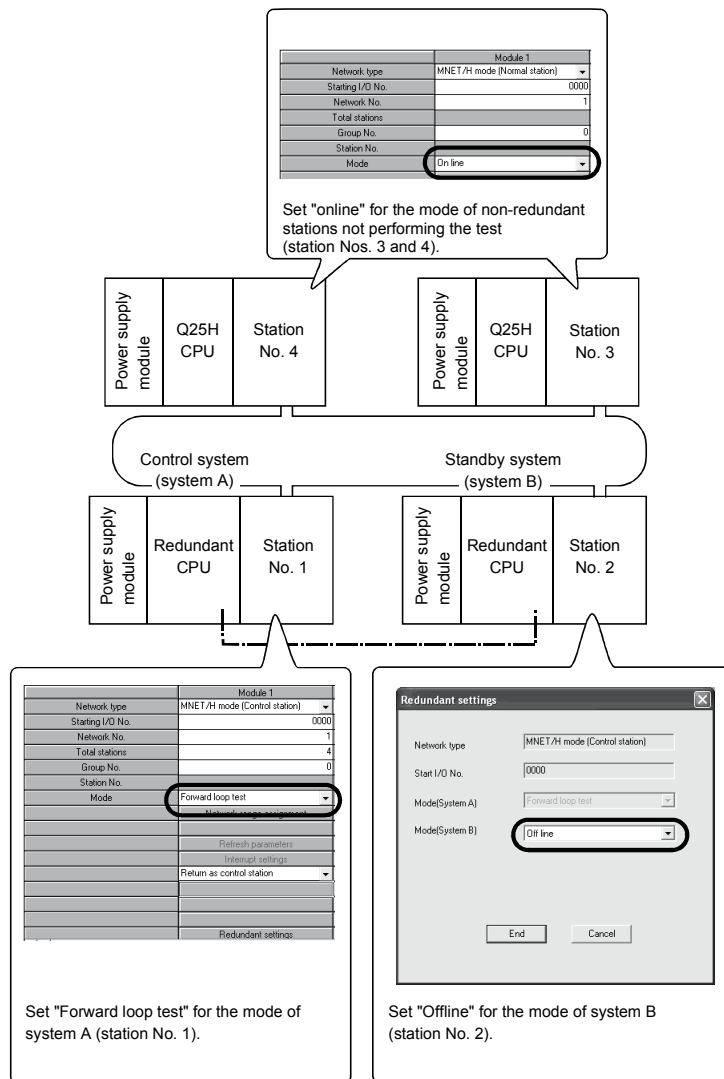 Module 1
Network type MNET/H mode (Normal station)
Starting I/O No. 0000
Network No. 1
Total stations
Group No. 0
Station No.
Mode On line
Set "online" for the mode of non-redundant
stations not performing the test
(station Nos. 3 and 4).
Power supply
module
Q25H
CPU
Station
No. 4
Power supply
module
Q25H
CPU
Station
No. 3
Control system
(system A)
Standby system
(system B)
Power supply
module
Redundant
CPU
Station
No. 1
Power supply
module
Redundant
CPU
Station
No. 2
Module 1
Network type MNET/H mode (Control station)
Starting I/O No. 0000
Network No. 1
Total stations 4
Group No. 0
Station No.
Mode Forward loop test
Network range assignment
Refresh parameters
Interrupt settings
Return as control station
Redundant settings
Set "Forward loop test" for the mode of
system A (station No. 1).
Redundant settings
Network type MNET/H mode (Control station)
Start I/O No. 0000
Mode(System A) Forward loop test
Mode(System B) Off line
End Cancel
Set "Offline" for the mode of system B
(station No. 2).